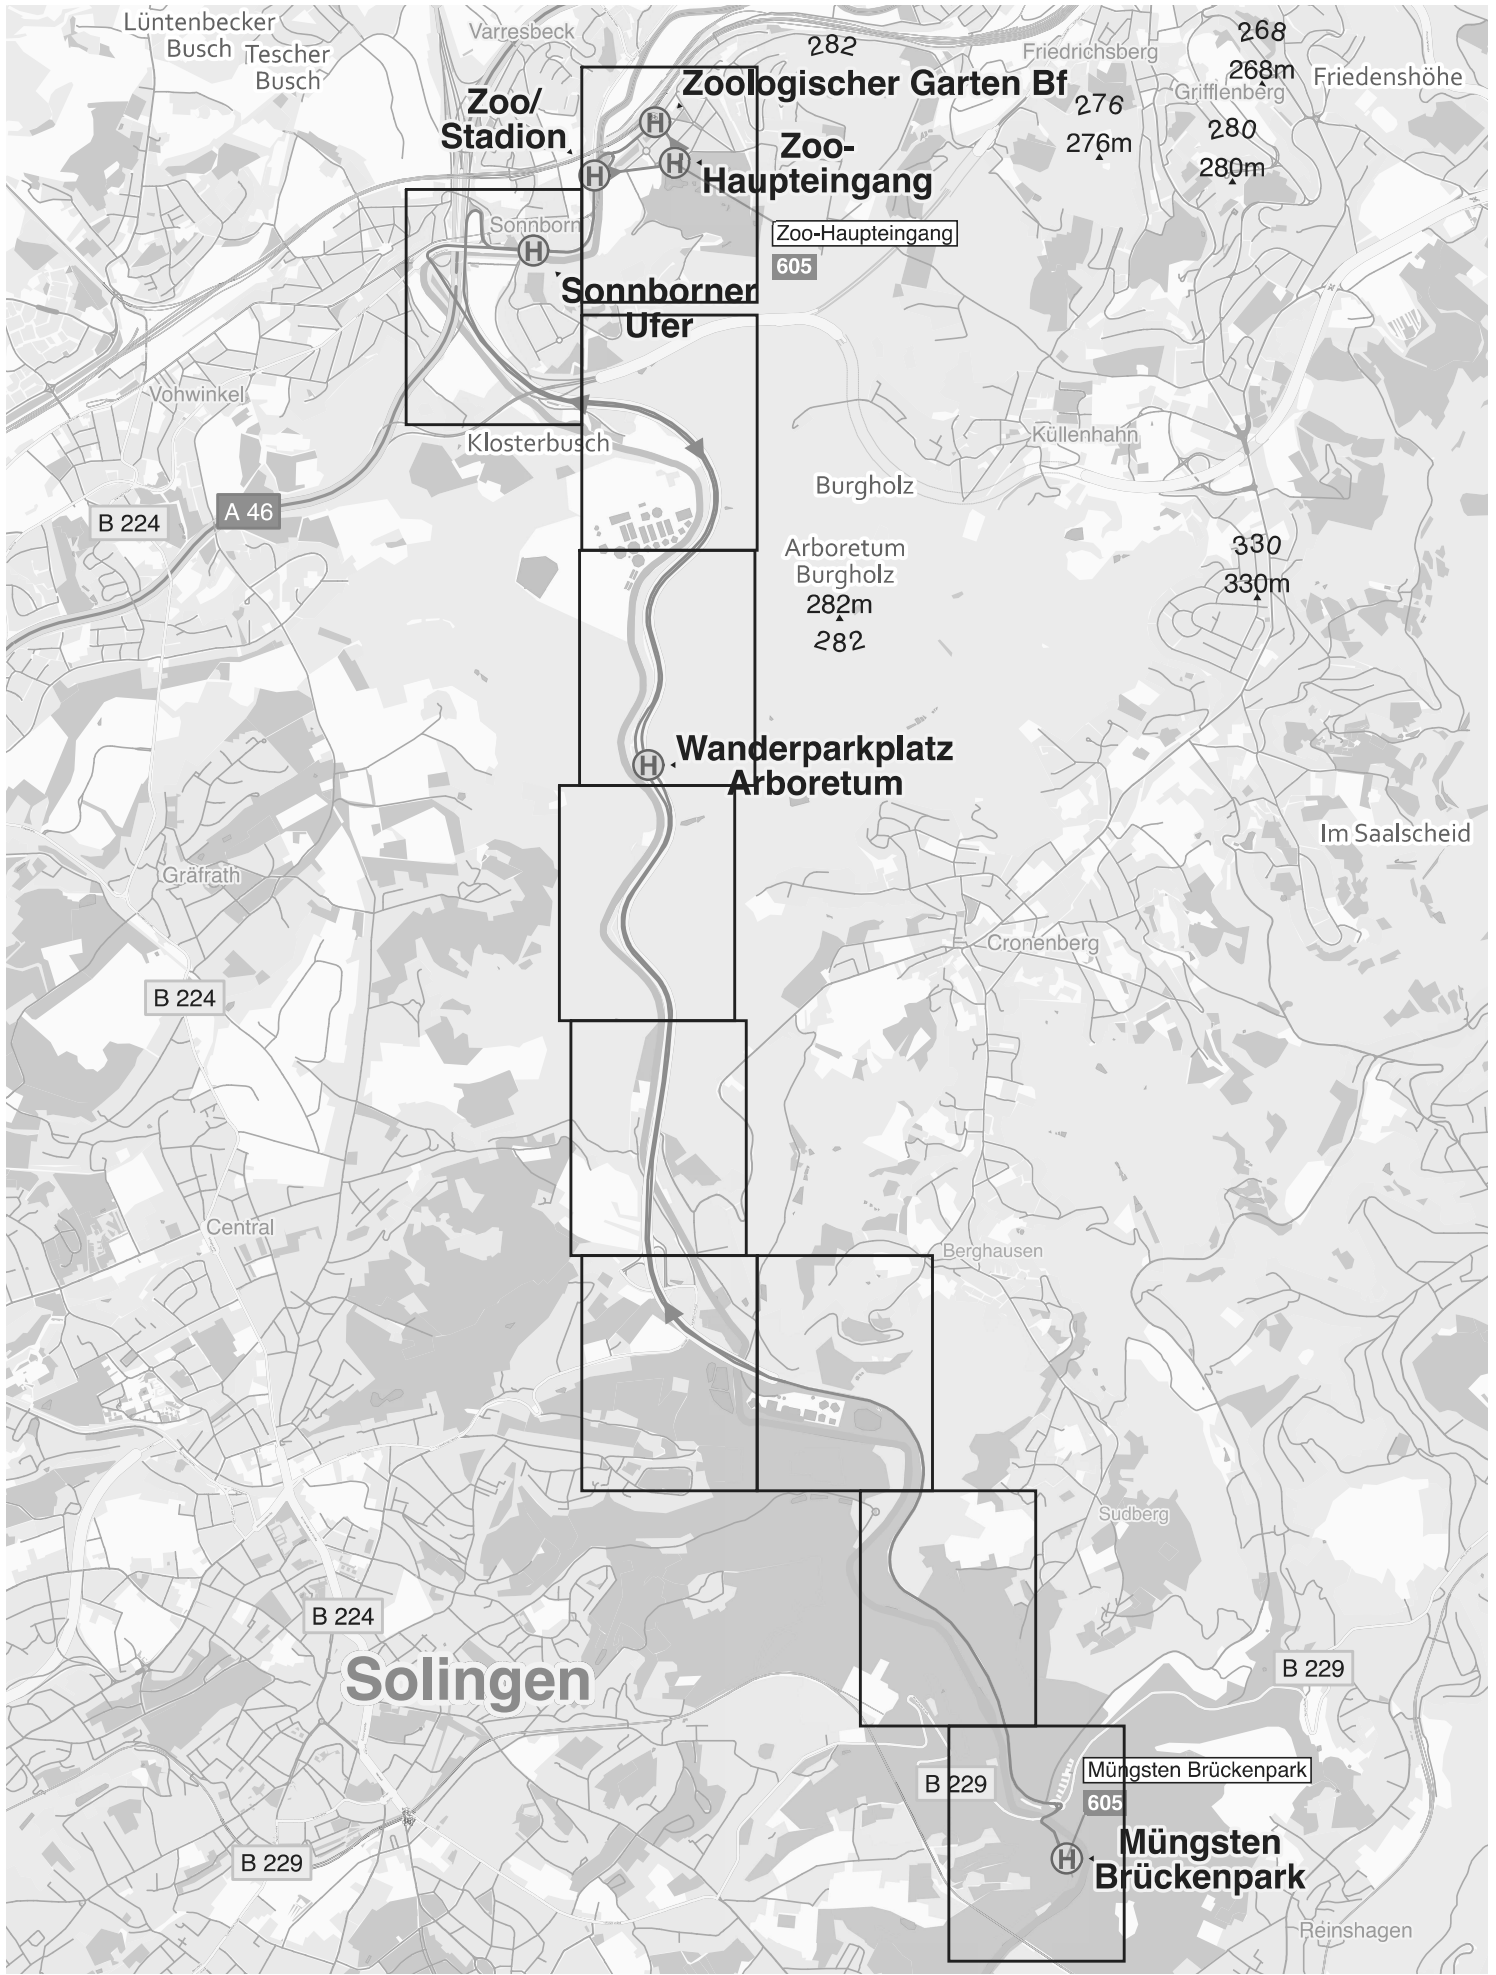 Lüntenbecker
Busch
Tescher
Busch
Varresbeck
282
Friedrichsberg
268
268m
Grifflenberg
Friedenshöhe
Zoologischer Garten Bf
Zoo/
Stadion
H
H
H
Zoo-
Haupteingang
276
276m
280
280m
Zoo-Haupteingang
605
Sonnborn
H
Sonnborner
Ufer
Vohwinkel
Klosterbusch
Küllenhahn
B 224
A 46
Burgholz
Arboretum
Burgholz
282m
282
330
330m
H
Wanderparkplatz
Arboretum
Im Saalscheid
Gräfrath
Cronenberg
B 224
Central
Berghausen
Sudberg
B 224
Solingen
B 229
B 229
Müngsten Brückenpark
605
H
Müngsten
Brückenpark
B 229
Reinshagen